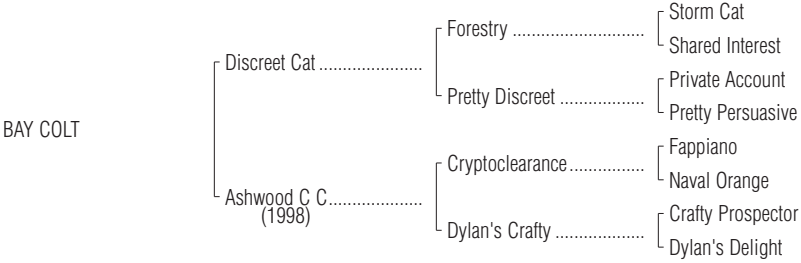 Storm Cat
Forestry ............................
Shared Interest
Discreet Cat......................
Private Account
Pretty Discreet ..................
Pretty Persuasive
BAY COLT
Fappiano
Cryptoclearance................
Naval Orange
Ashwood C C....................
(1998)
Crafty Prospector
Dylan's Crafty ...................
Dylan's Delight